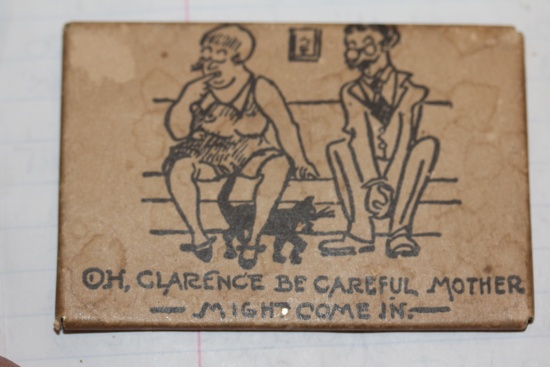 OH, CLARENCE BE CAREFUL MOTHER
— MIGHT COME IN. —